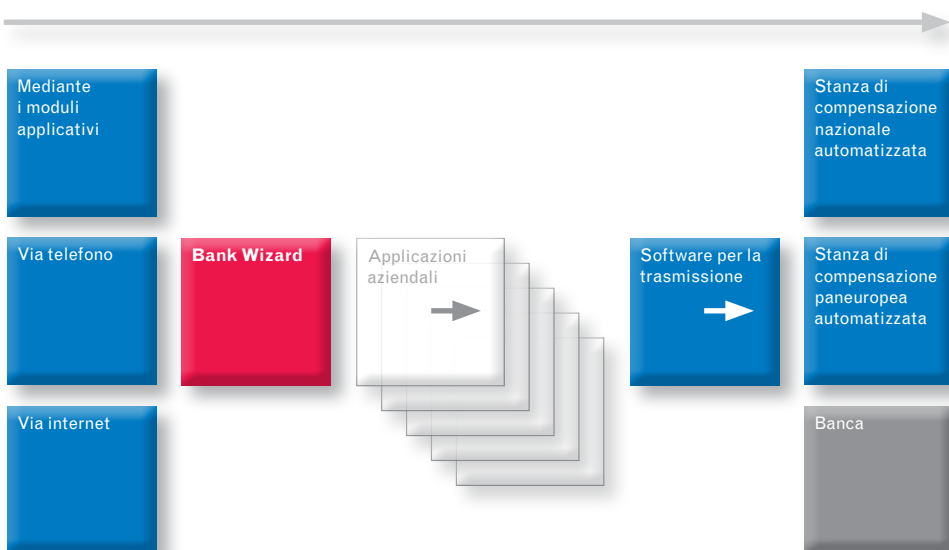 Mediante
i moduli
applicativi
Stanza di
compensazione
nazionale
automatizzata
Via telefono
Bank Wizard
Applicazioni
aziendali
Software per la
trasmissione
Stanza di
compensazione
paneuropea
automatizzata
Via internet
Banca